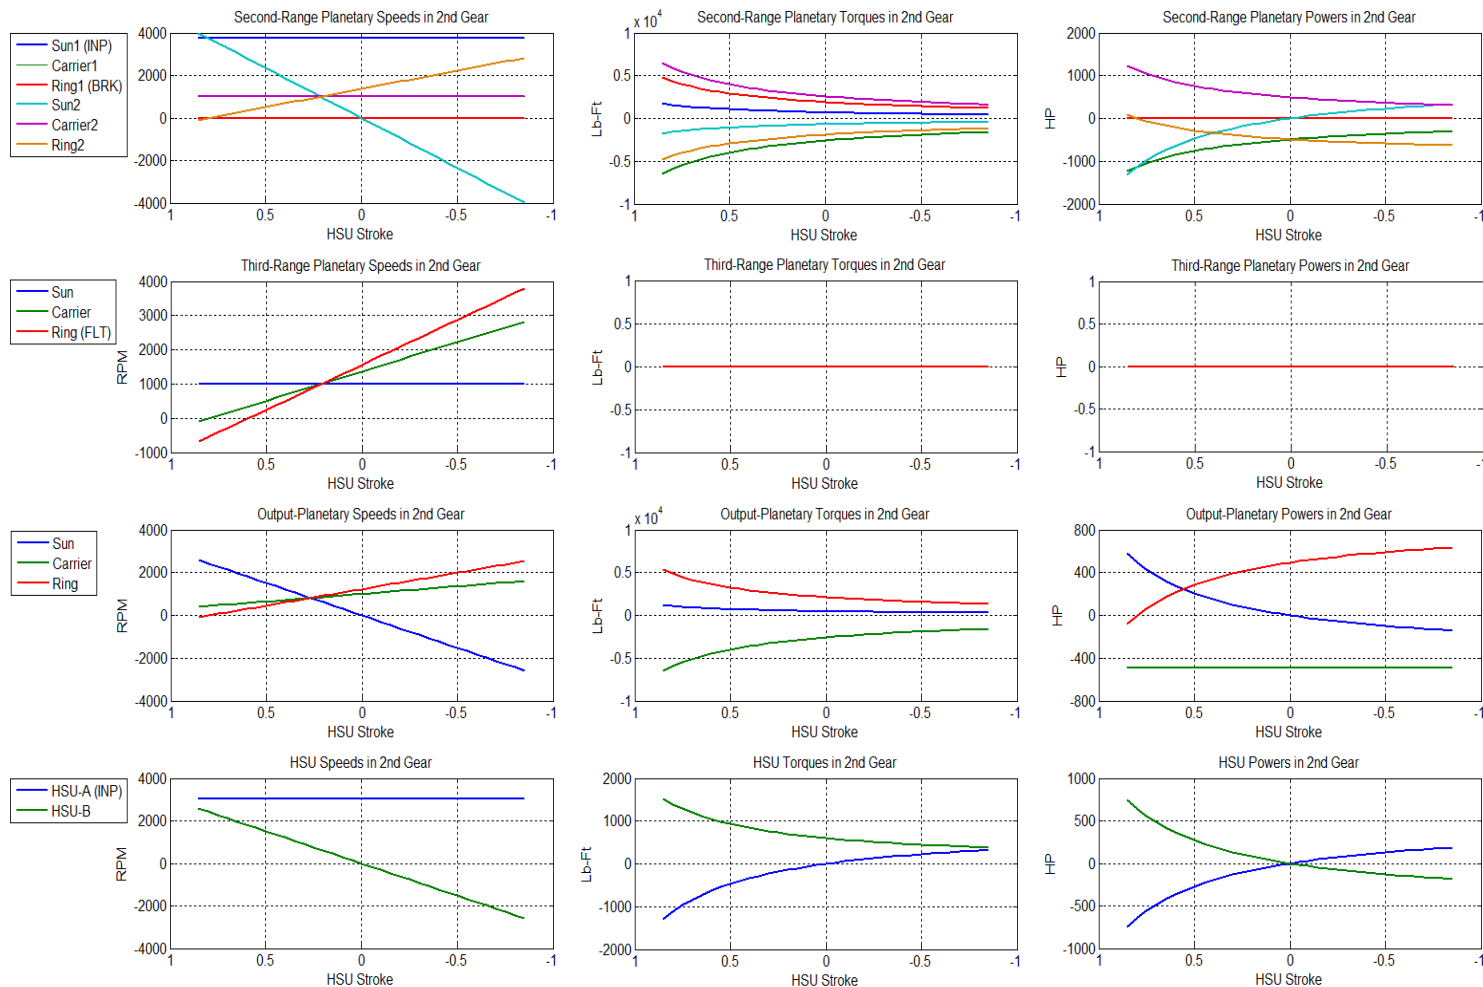 Second-Range Planetary Speeds in 2nd Gear
Sun1 (INP)
Carrier1
Ring1 (BRK)
Sun2
Carrier2
Ring2
4000
2000
0
-2000
-4000
1 0.5 0 -0.5 -1
HSU Stroke
Second-Range Planetary Torques in 2nd Gear
x 10^4
Lb-Ft
1
0.5
0
-0.5
-1
1 0.5 0 -0.5 -1
HSU Stroke
Second-Range Planetary Powers in 2nd Gear
HP
2000
1000
0
-1000
-2000
1 0.5 0 -0.5 -1
HSU Stroke
Third-Range Planetary Speeds in 2nd Gear
Sun
Carrier
Ring (FLT)
RPM
4000
3000
2000
1000
0
-1000
1 0.5 0 -0.5 -1
HSU Stroke
Third-Range Planetary Torques in 2nd Gear
Lb-Ft
1
0.5
0
-0.5
-1
1 0.5 0 -0.5 -1
HSU Stroke
Third-Range Planetary Powers in 2nd Gear
HP
1
0.5
0
-0.5
-1
1 0.5 0 -0.5 -1
HSU Stroke
Output-Planetary Speeds in 2nd Gear
Sun
Carrier
Ring
RPM
4000
2000
0
-2000
-4000
1 0.5 0 -0.5 -1
HSU Stroke
Output-Planetary Torques in 2nd Gear
x 10^4
Lb-Ft
1
0.5
0
-0.5
-1
1 0.5 0 -0.5 -1
HSU Stroke
Output-Planetary Powers in 2nd Gear
HP
800
400
0
-400
-800
1 0.5 0 -0.5 -1
HSU Stroke
HSU Speeds in 2nd Gear
HSU-A (INP)
HSU-B
RPM
4000
2000
0
-2000
-4000
1 0.5 0 -0.5 -1
HSU Stroke
HSU Torques in 2nd Gear
Lb-Ft
2000
1000
0
-1000
-2000
1 0.5 0 -0.5 -1
HSU Stroke
HSU Powers in 2nd Gear
HP
1000
500
0
-500
-1000
1 0.5 0 -0.5 -1
HSU Stroke